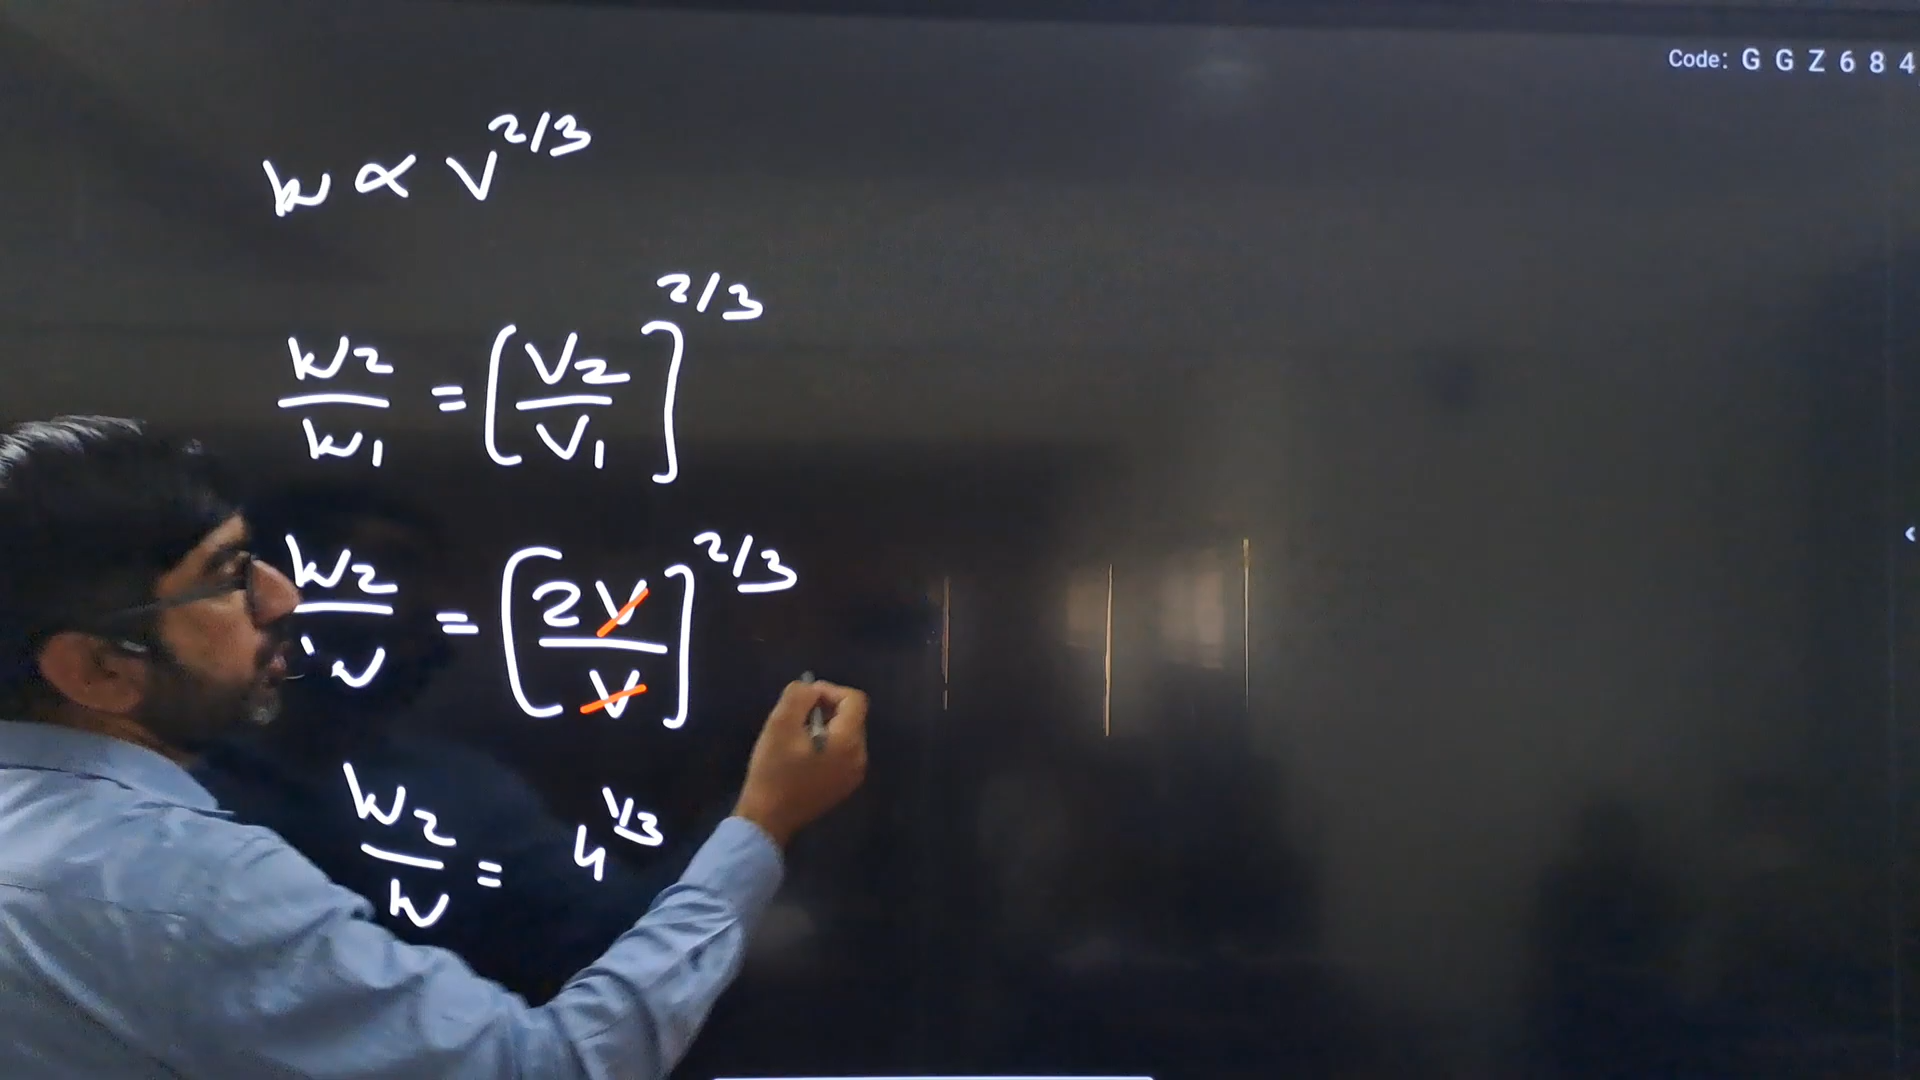 Code: G G Z 6 8 4
W ∝ V^2/3
W2/W1 = [V2/V1]^2/3
W2/W = [2V/V]^2/3
W2/W = 4^1/3